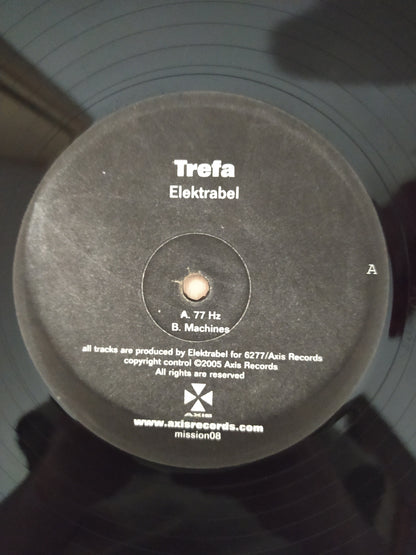 Trefa
Elektrabel
A
A. 77 Hz
B. Machines
all tracks are produced by Elektrabel for 6277/Axis Records
copyright control ©2005 Axis Records
All rights are reserved
AXIS
www.axisrecords.com
mission08